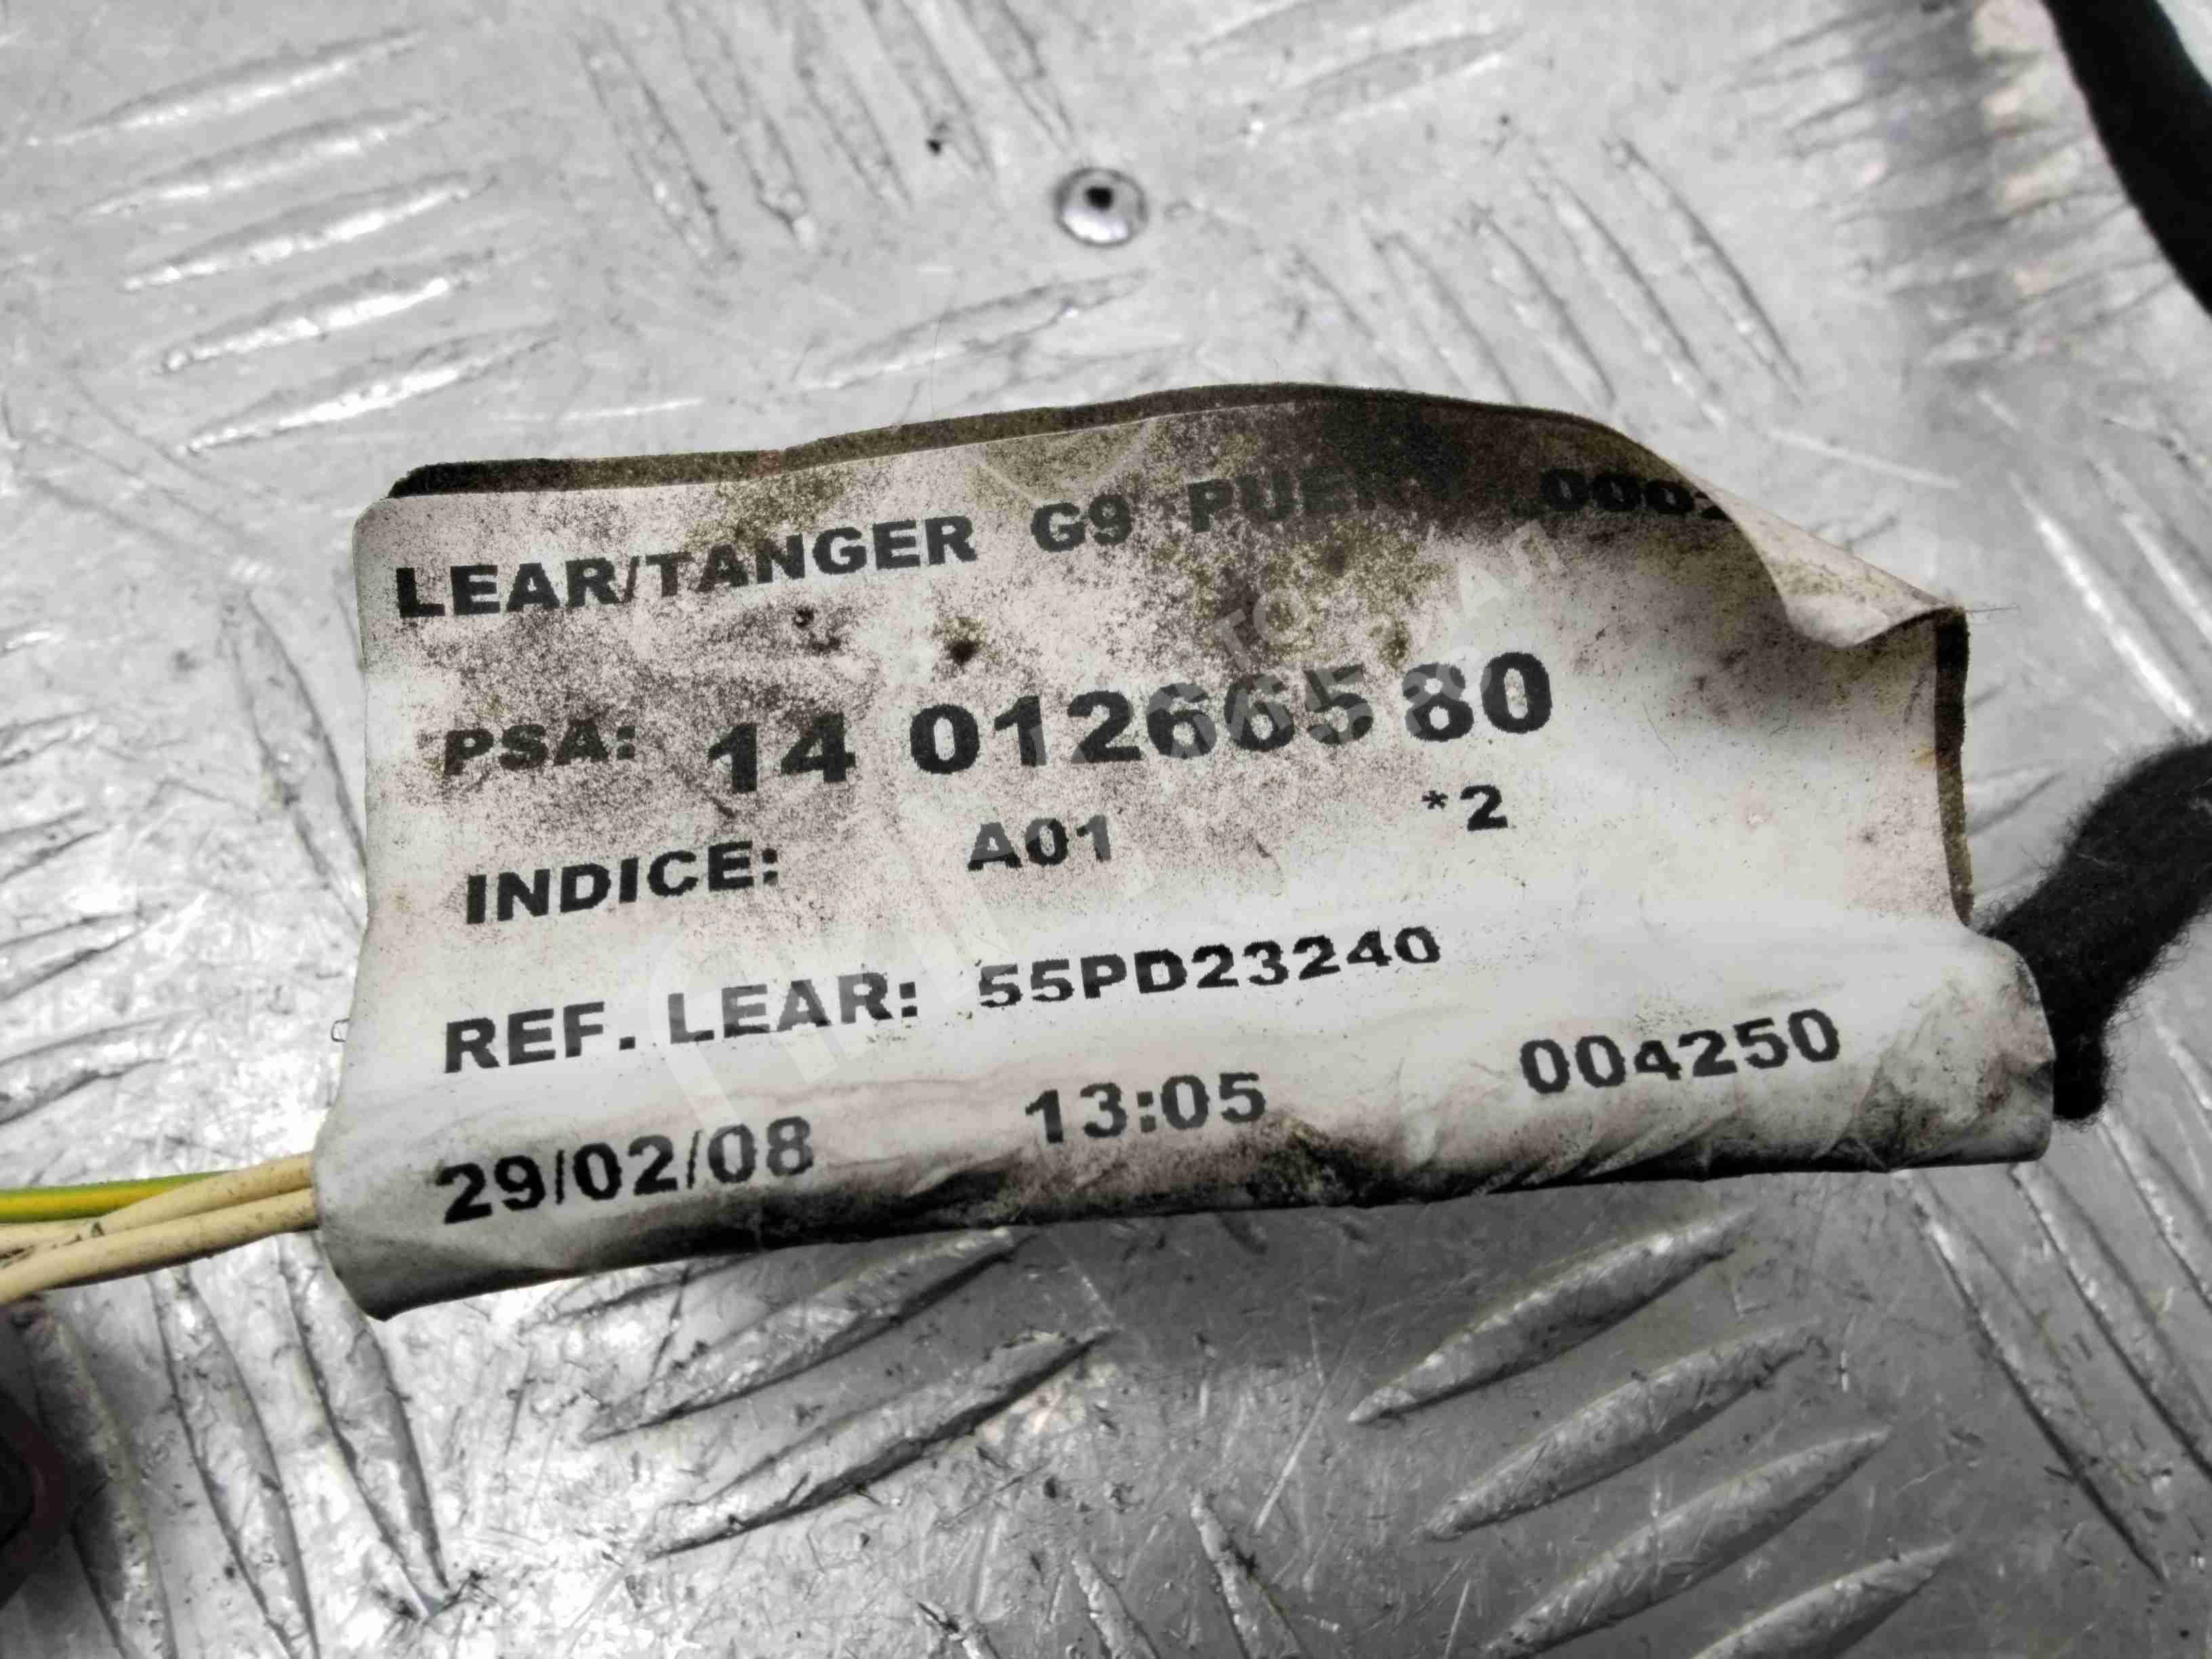 LEAR/TANGER G9
PSA: 14 01266580
INDICE: A01 *2
REF. LEAR: 55PD23240
29/02/08 13:05 004250